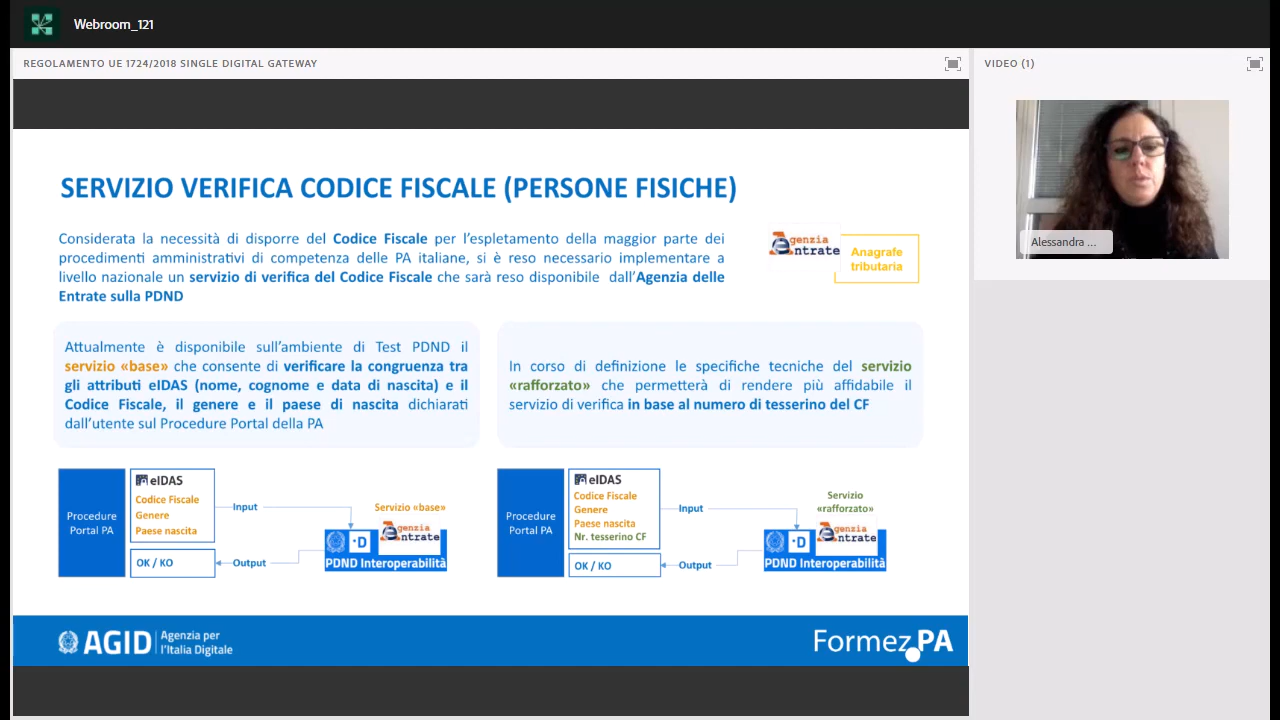 Webroom_121
REGOLAMENTO UE 1724/2018 SINGLE DIGITAL GATEWAY
VIDEO (1)
Alessandra ...
SERVIZIO VERIFICA CODICE FISCALE (PERSONE FISICHE)
Considerata la necessità di disporre del Codice Fiscale per l'espletamento della maggior parte dei
procedimenti amministrativi di competenza delle PA italiane, si è reso necessario implementare a
livello nazionale un servizio di verifica del Codice Fiscale che sarà reso disponibile dall'Agenzia delle
Entrate sulla PDND
genzia
ntrate
Anagrafe
tributaria
Attualmente è disponibile sull'ambiente di Test PDND il
servizio «base» che consente di verificare la congruenza tra
gli attributi eIDAS (nome, cognome e data di nascita) e il
Codice Fiscale, il genere e il paese di nascita dichiarati
dall'utente sul Procedure Portal della PA
In corso di definizione le specifiche tecniche del servizio
«rafforzato» che permetterà di rendere più affidabile il
servizio di verifica in base al numero di tesserino del CF
Procedure
Portal PA
eIDAS
Codice Fiscale
Genere
Paese nascita
OK / KO
Input
Output
Servizio «base»
·D
genzia
ntrate
PDND Interoperabilità
Procedure
Portal PA
eIDAS
Codice Fiscale
Genere
Paese nascita
Nr. tesserino CF
OK / KO
Input
Output
Servizio
«rafforzato»
·D
genzia
ntrate
PDND Interoperabilità
AGID
Agenzia per
l'Italia Digitale
Formez PA